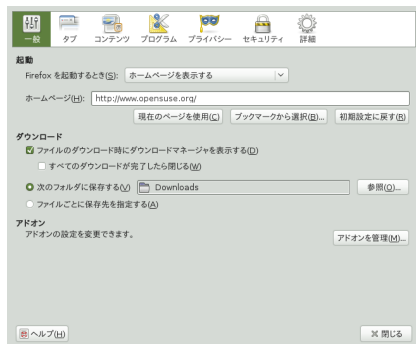 一般 タブ コンテンツ プログラム プライバシー セキュリティ 詳細
起動
Firefox を起動するとき(S): ホームページを表示する
ホームページ(H): http://www.opensuse.org/
現在のページを使用(C) ブックマークから選択(B)... 初期設定に戻す(R)
ダウンロード
ファイルのダウンロード時にダウンロードマネージャを表示する(D)
すべてのダウンロードが完了したら閉じる(W)
次のフォルダに保存する(V) Downloads 参照(O)...
ファイルごとに保存先を指定する(A)
アドオン
アドオンの設定を変更できます。
アドオンを管理(M)...
ヘルプ(H) 閉じる